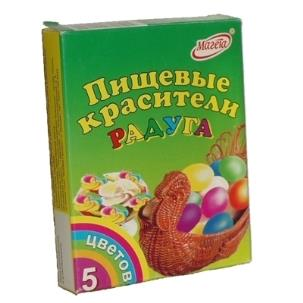 Магета
Пищевые
красители
РАДУГА
5 цветов